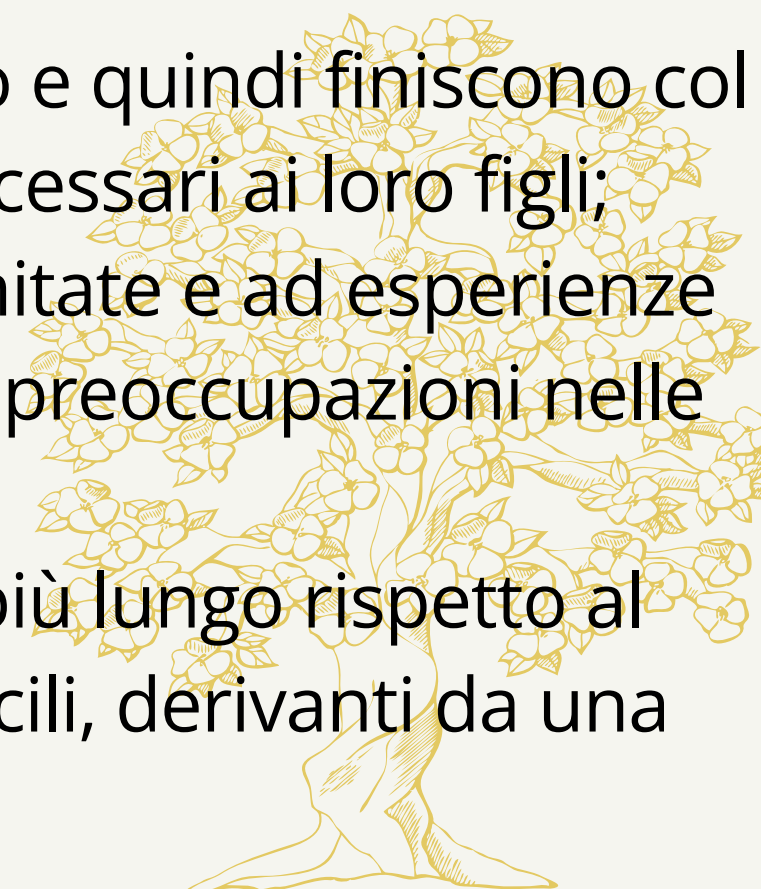 e quindi finiscono col
cessari ai loro figli;
itate e ad esperienze
preoccupazioni nelle
più lungo rispetto al
cili, derivanti da una